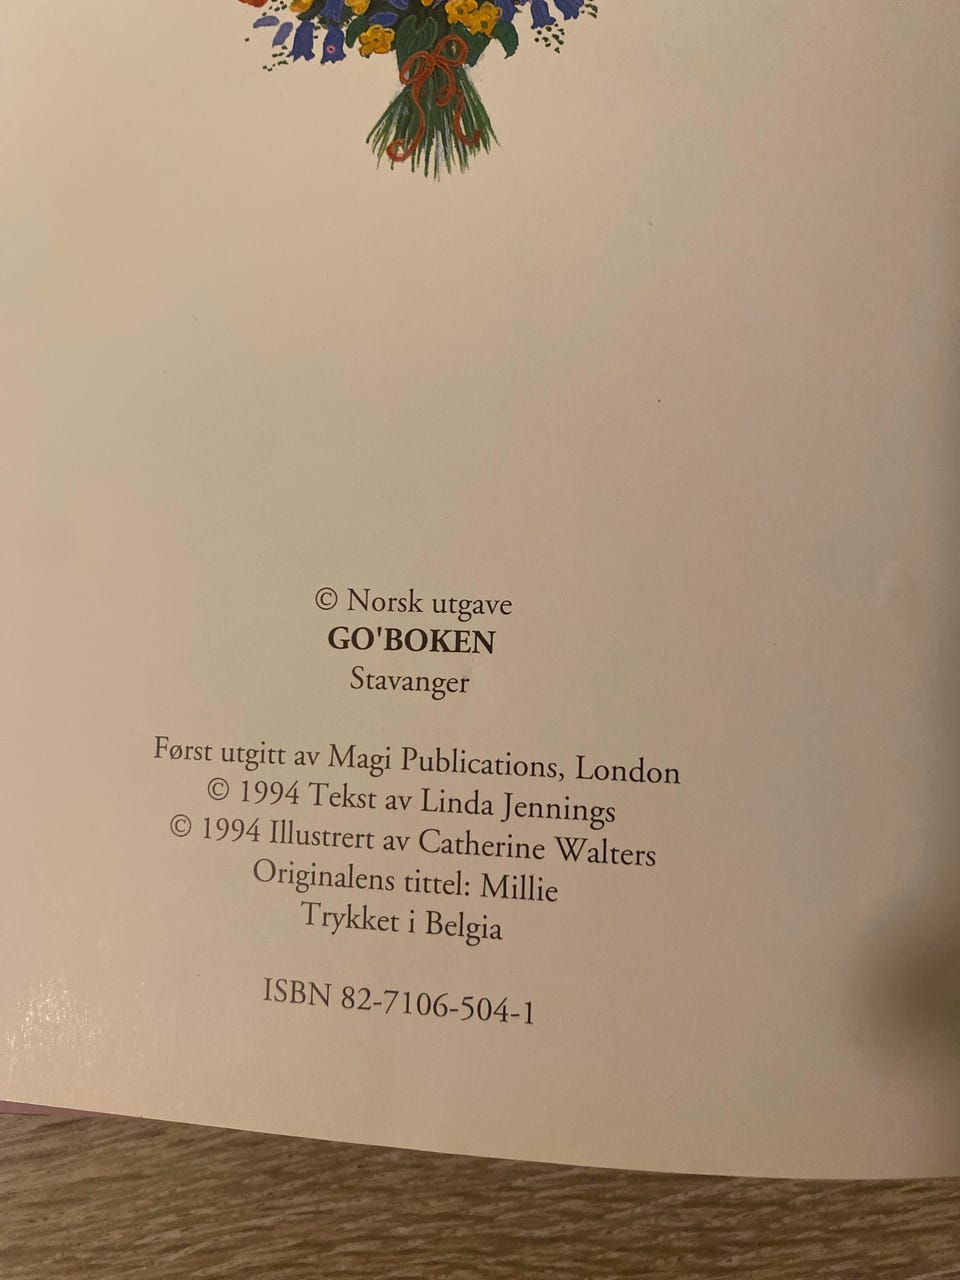 © Norsk utgave
GO'BOKEN
Stavanger
Først utgitt av Magi Publications, London
© 1994 Tekst av Linda Jennings
© 1994 Illustrert av Catherine Walters
Originalens tittel: Millie
Trykket i Belgia
ISBN 82-7106-504-1